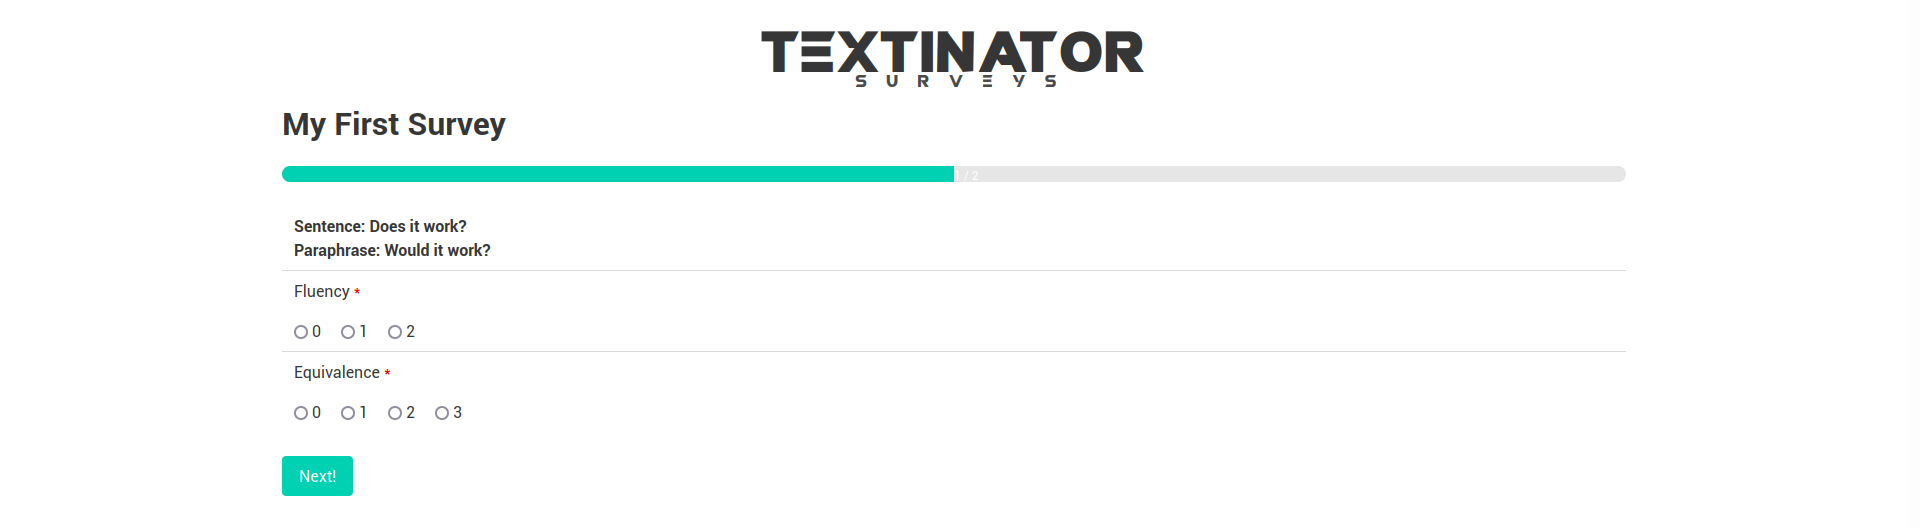 TEXTINATOR
SURVEYS
My First Survey
1 / 2
Sentence: Does it work?
Paraphrase: Would it work?
Fluency *
0 1 2
Equivalence *
0 1 2 3
Next!